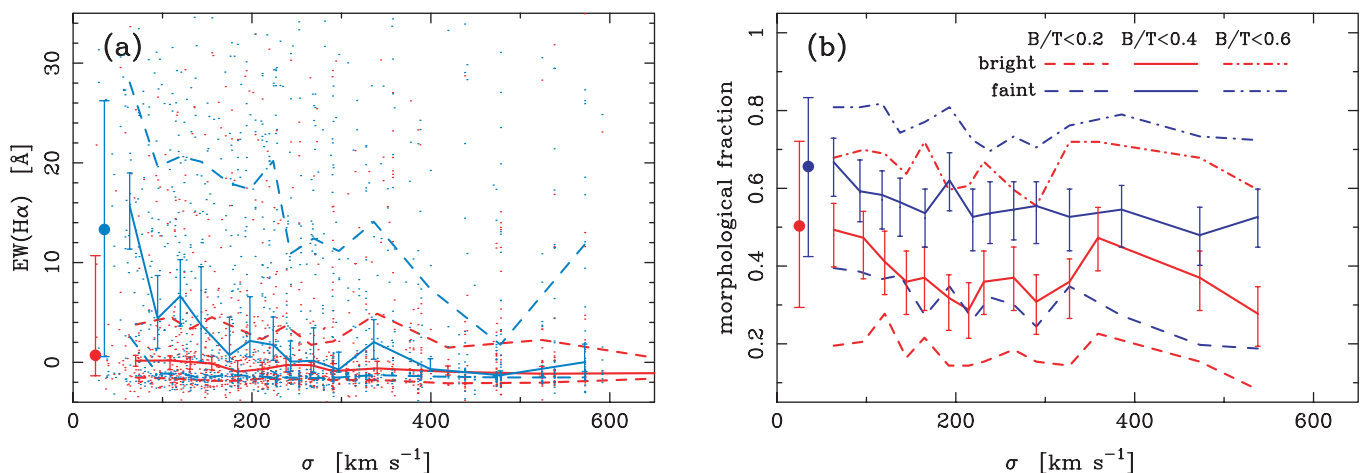 (a)
30
20
10
0
EW(Hα) [Å]
0 200 400 600
σ [km s⁻¹]
(b)
B/T<0.2 B/T<0.4 B/T<0.6
bright
faint
1
0.8
0.6
0.4
0.2
morphological fraction
0 200 400 600
σ [km s⁻¹]